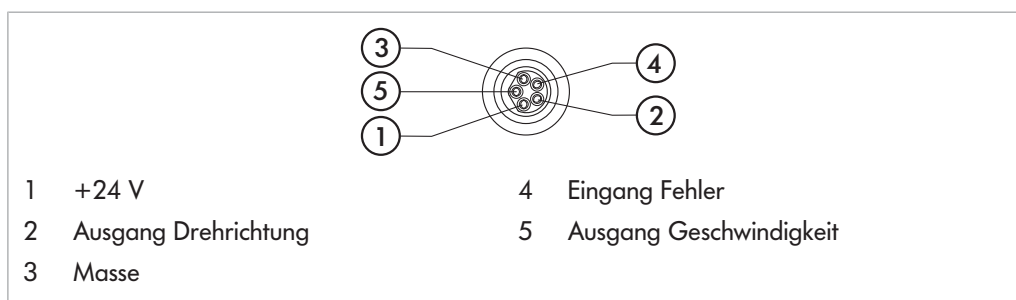 3
4
5
2
1
1 +24 V
2 Ausgang Drehrichtung
3 Masse
4 Eingang Fehler
5 Ausgang Geschwindigkeit